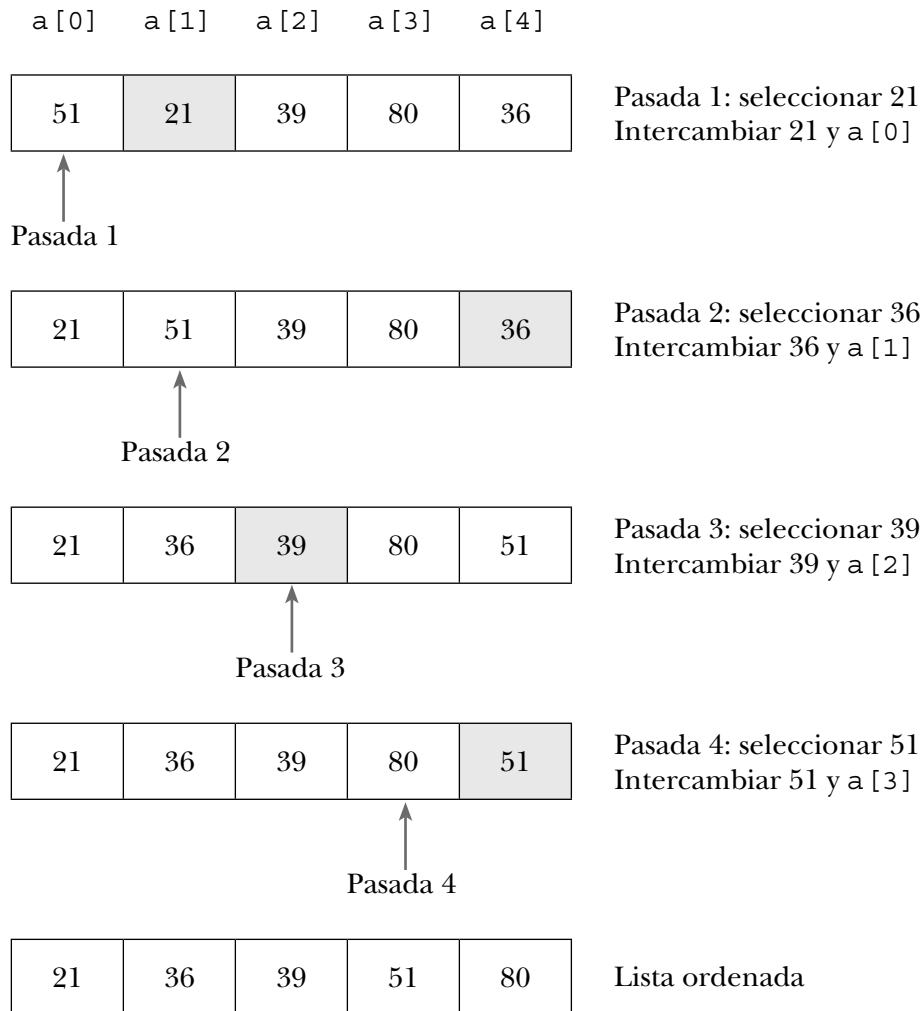 a[0] a[1] a[2] a[3] a[4]
51 21 39 80 36
Pasada 1: seleccionar 21
Intercambiar 21 y a[0]
Pasada 1
21 51 39 80 36
Pasada 2: seleccionar 36
Intercambiar 36 y a[1]
Pasada 2
21 36 39 80 51
Pasada 3: seleccionar 39
Intercambiar 39 y a[2]
Pasada 3
21 36 39 80 51
Pasada 4: seleccionar 51
Intercambiar 51 y a[3]
Pasada 4
21 36 39 51 80
Lista ordenada